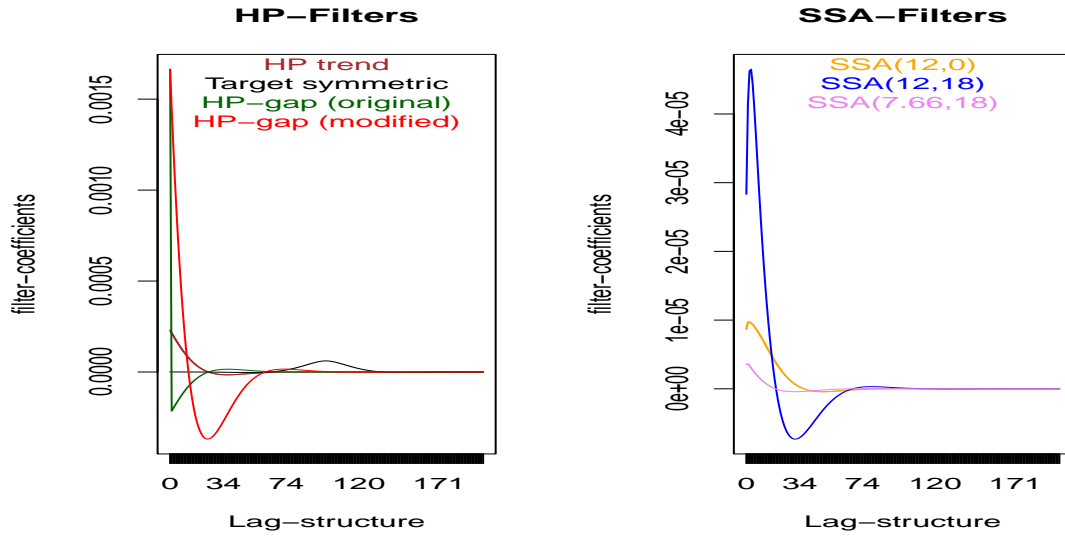 HP−Filters
HP trend
Target symmetric
HP−gap (original)
HP−gap (modified)
filter−coefficients
0.0015
0.0010
0.0005
0.0000
0 34 74 120 171
Lag−structure
SSA−Filters
SSA(12,0)
SSA(12,18)
SSA(7.66,18)
filter−coefficients
4e−05
3e−05
2e−05
1e−05
0e+00
0 34 74 120 171
Lag−structure